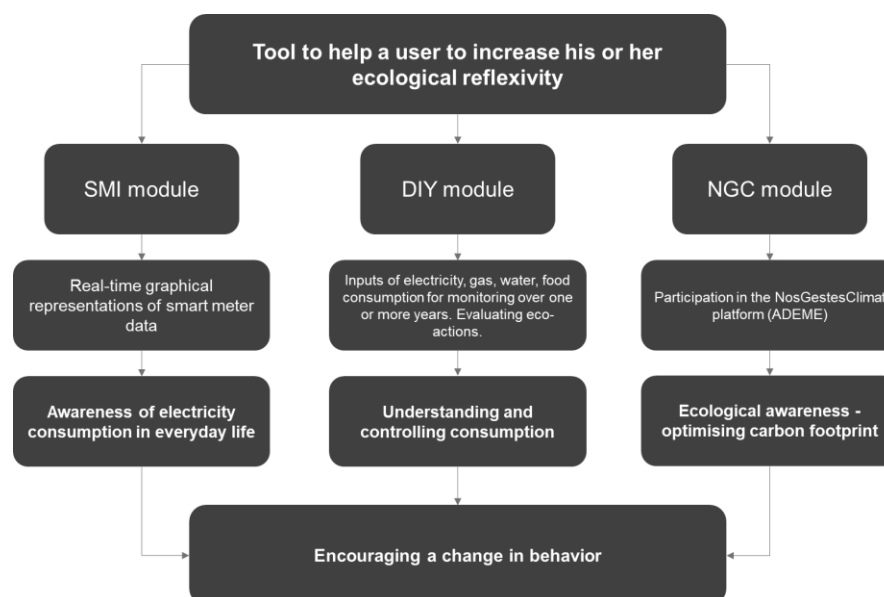 Tool to help a user to increase his or her
ecological reflexivity
SMI module
DIY module
NGC module
Real-time graphical
representations of smart meter
data
Inputs of electricity, gas, water, food
consumption for monitoring over one
or more years. Evaluating eco-
actions.
Participation in the NosGestesClimat
platform (ADEME)
Awareness of electricity
consumption in everyday life
Understanding and
controlling consumption
Ecological awareness -
optimising carbon footprint
Encouraging a change in behavior